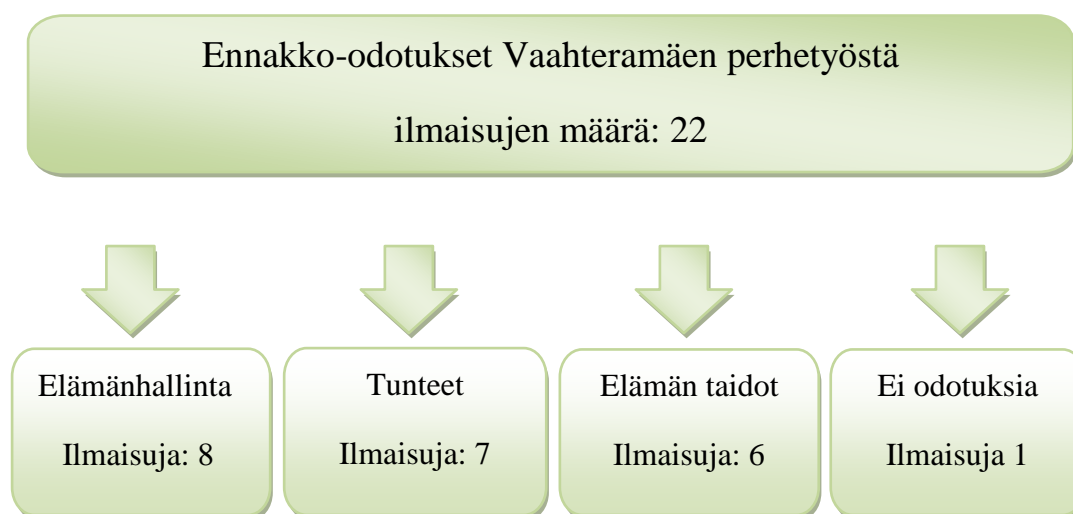 Ennakko-odotukset Vaahteramäen perhetyöstä
ilmaisujen määrä: 22
Elämänhallinta
Ilmaisuja: 8
Tunteet
Ilmaisuja: 7
Elämän taidot
Ilmaisuja: 6
Ei odotuksia
Ilmaisuja 1